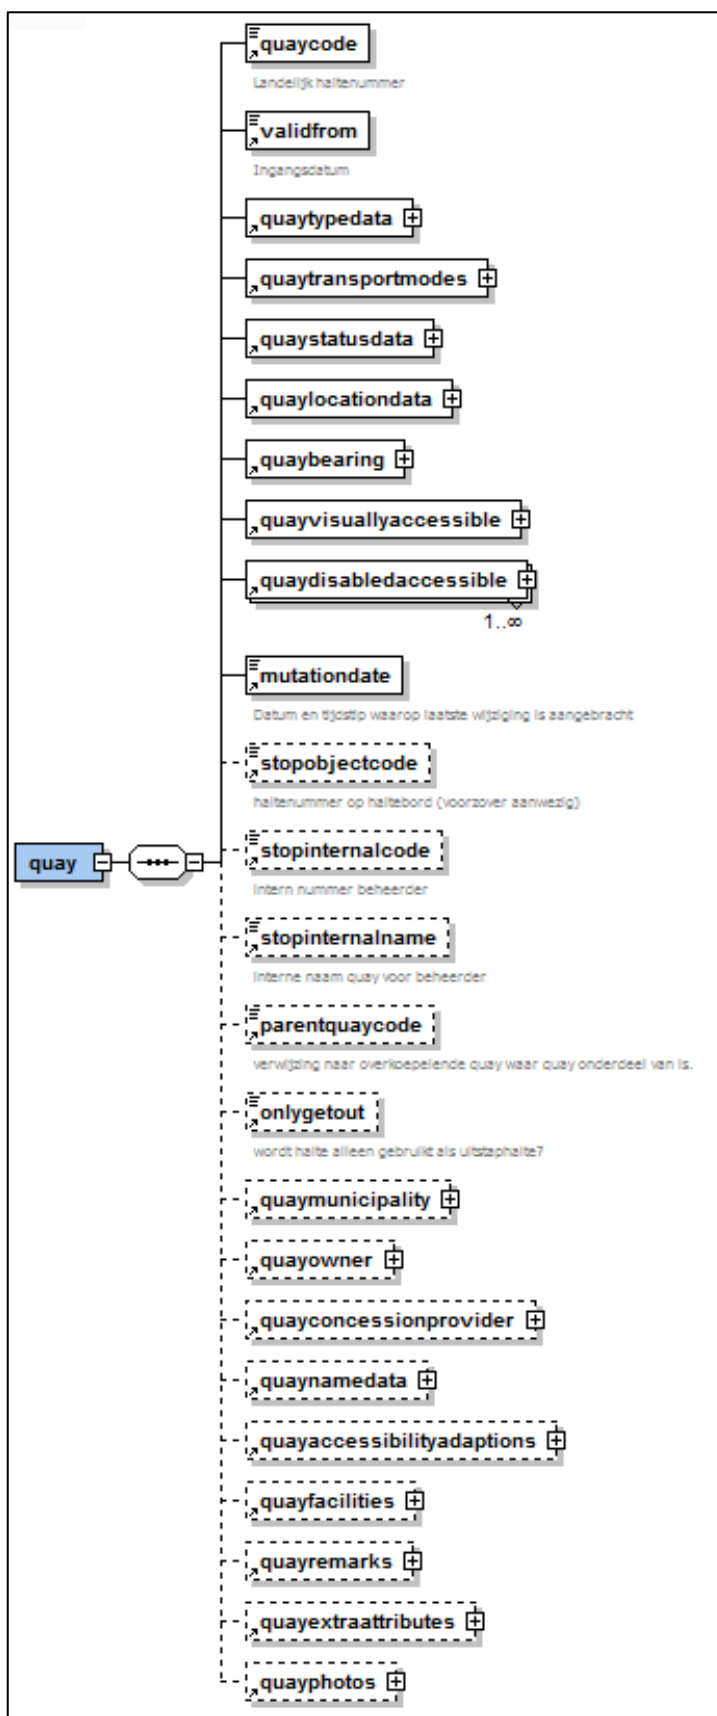 quaycode
Landelijk haltenummer
validfrom
Ingangsdatum
quaytypedata
quaytransportmodes
quaystatusdata
quaylocationdata
quaybearing
quayvisuallyaccessible
quaydisabledaccessible
1..∞
mutationdate
Datum en tijdstip waarop laatste wijziging is aangebracht
stopobjectcode
haltenummer op haltebord (voorzover aanwezig)
quay
stopinternalcode
Intern nummer beheerder
stopinternalname
Interne naam quay voor beheerder
parentquaycode
verwijzing naar overkoepelende quay waar quay onderdeel van is.
onlygetout
wordt halte alleen gebruikt als uitstaphalte?
quaymunicipality
quayowner
quayconcessionprovider
quaynamedata
quayaccessibilityadaptions
quayfacilities
quayremarks
quayextraattributes
quayphotos